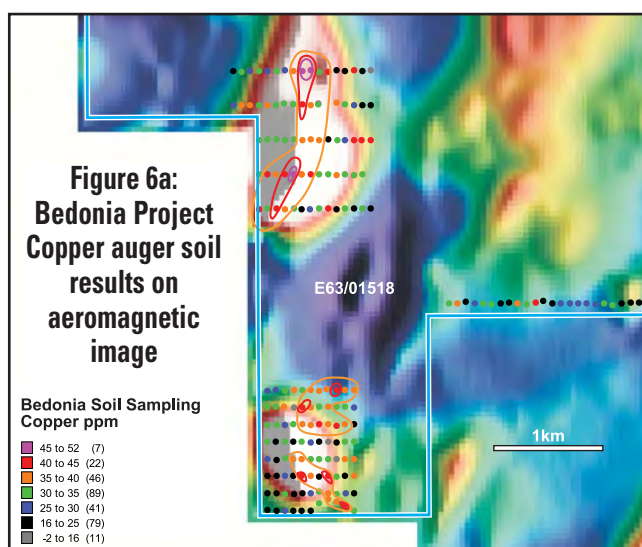 Figure 6a:
Bedonia Project
Copper auger soil
results on
aeromagnetic
image
E63/01518
Bedonia Soil Sampling
Copper ppm
45 to 52 (7)
40 to 45 (22)
35 to 40 (46)
30 to 35 (89)
25 to 30 (41)
16 to 25 (79)
-2 to 16 (11)
1km